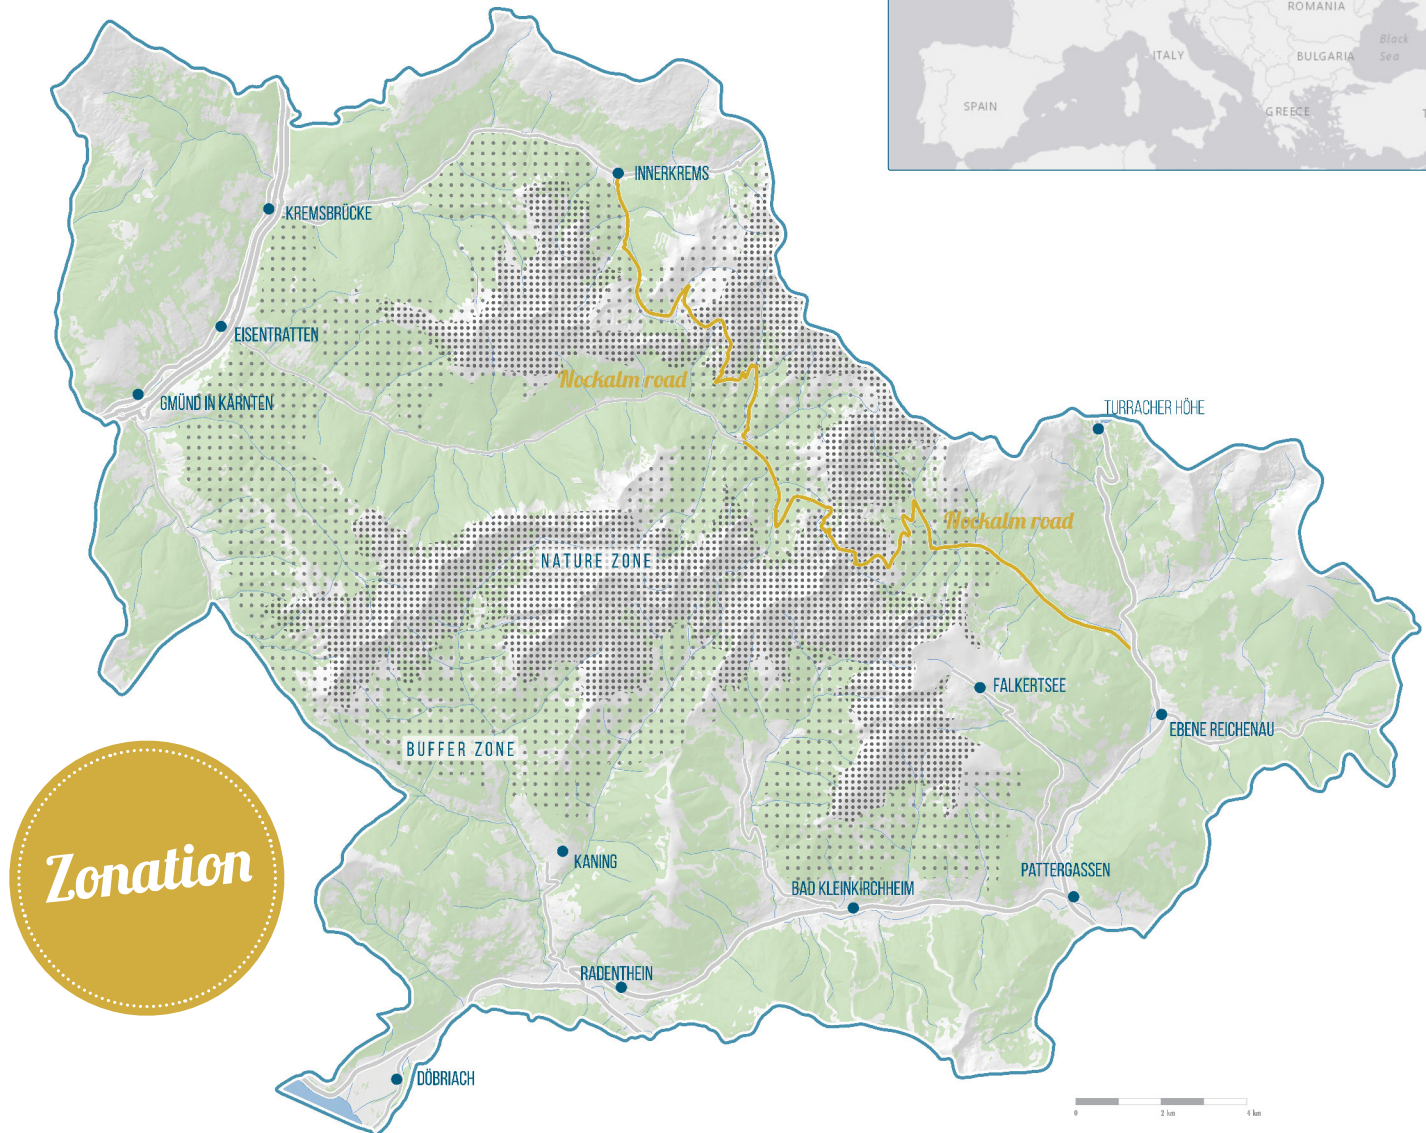 ROMANIA
Black
Sea
ITALY
BULGARIA
SPAIN
GREECE
INNERKREMS
KREMSBRÜCKE
EISENTRATTEN
Nockalm road
GMÜND IN KÄRNTEN
TURRACHER HÖHE
Nockalm road
NATURE ZONE
FALKERTSEE
EBENE REICHENAU
BUFFER ZONE
Zonation
KANING
PATTERGASSEN
BAD KLEINKIRCHHEIM
RADENTHEIN
DÖBRIACH
0 2 km 4 km